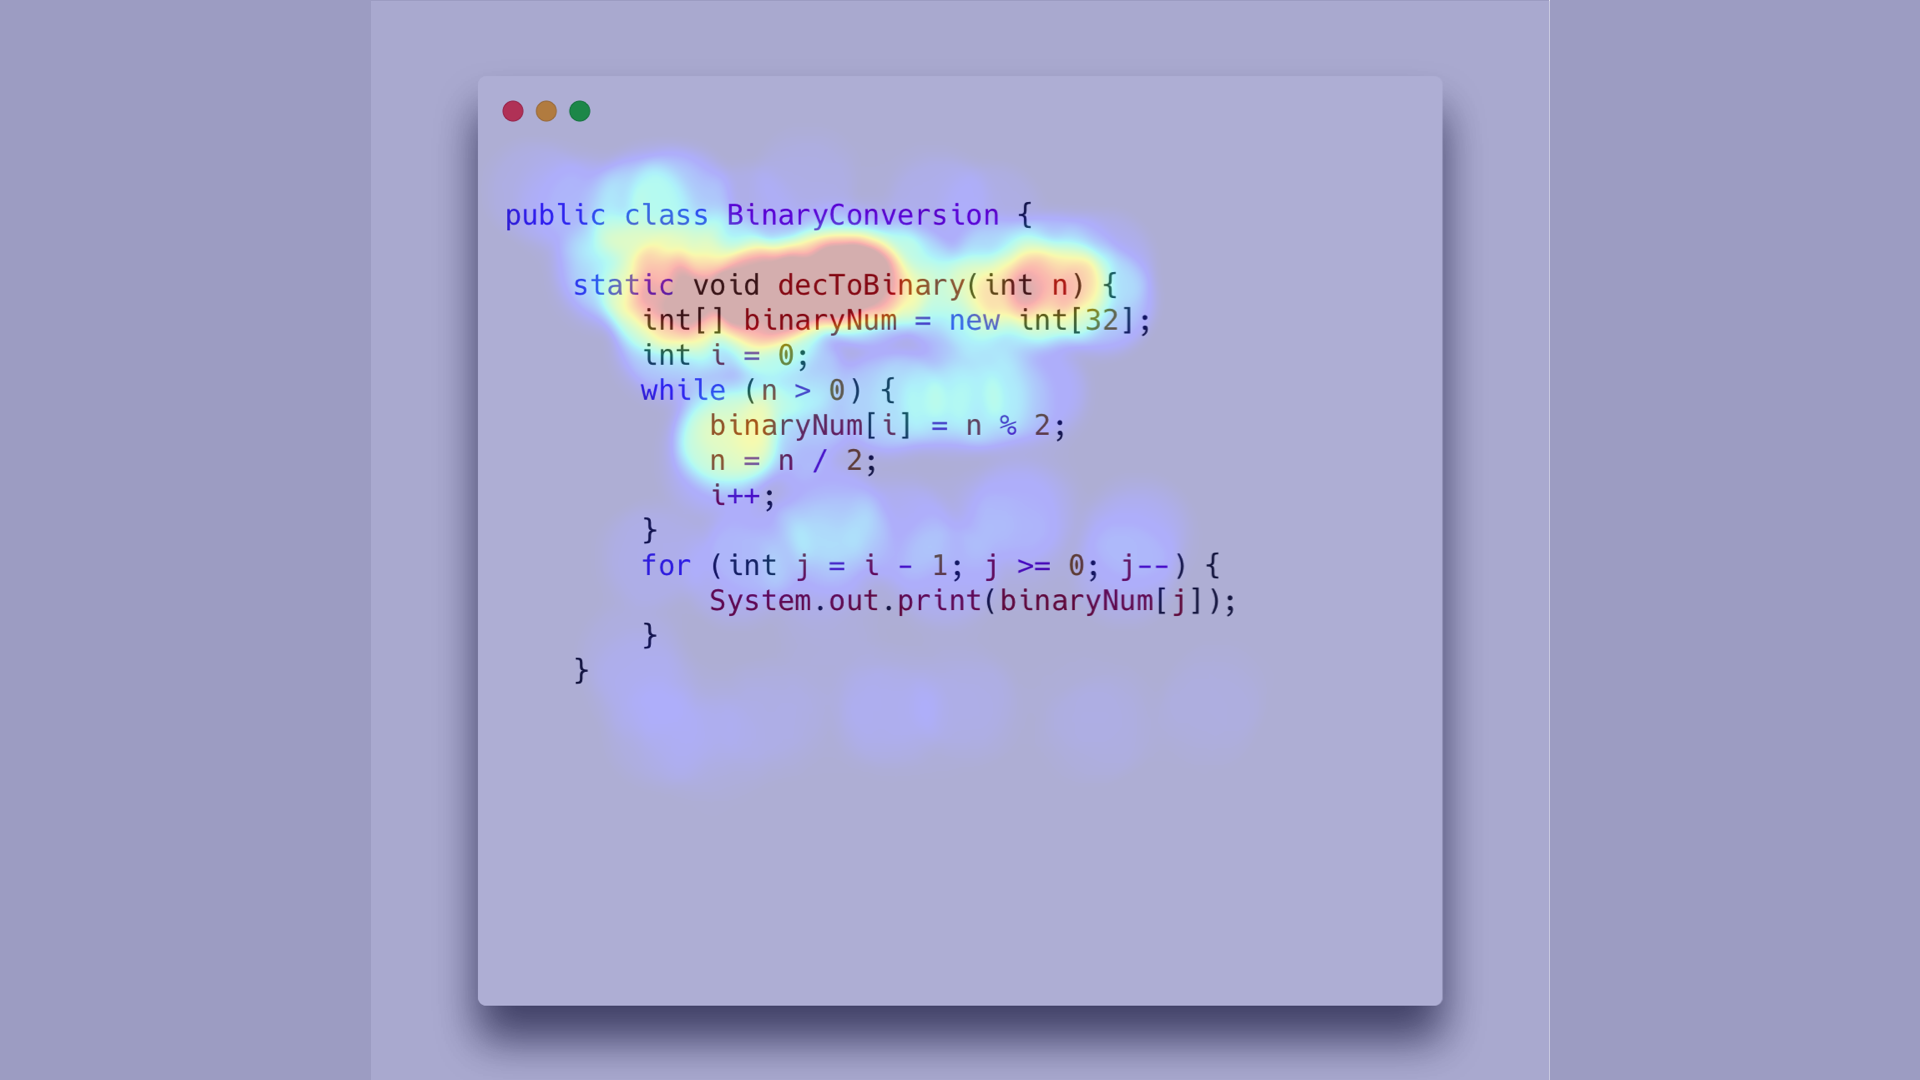 public class BinaryConversion {
static void decToBinary(int n) {
int[] binaryNum = new int[32];
int i = 0;
while (n > 0) {
binaryNum[i] = n % 2;
n = n / 2;
i++;
}
for (int j = i - 1; j >= 0; j--) {
System.out.print(binaryNum[j]);
}
}